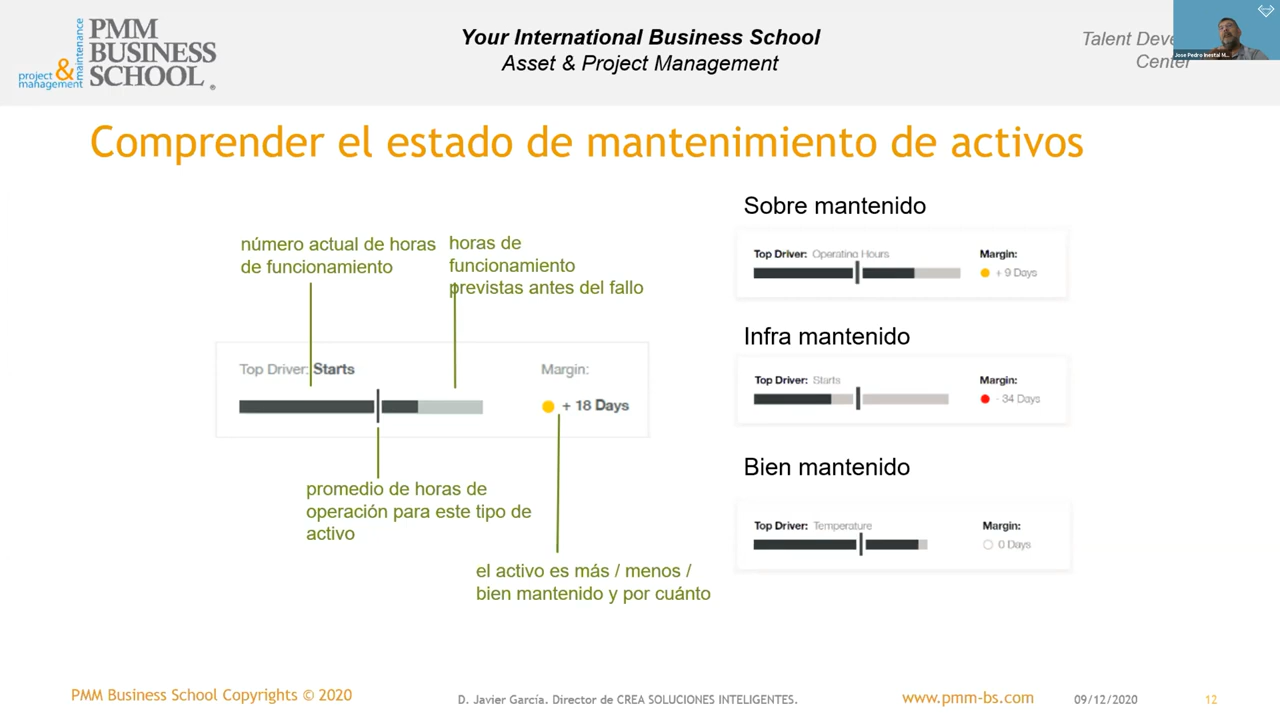 project & management
maintenance
PMM
BUSINESS
SCHOOL®
Your International Business School
Asset & Project Management
Talent Deve
Center
Jose Pedro Inestal M...
Comprender el estado de mantenimiento de activos
número actual de horas
de funcionamiento
horas de
funcionamiento
previstas antes del fallo
Top Driver: Starts
Margin:
+ 18 Days
promedio de horas de
operación para este tipo de
activo
el activo es más / menos /
bien mantenido y por cuánto
Sobre mantenido
Top Driver: Operating Hours
Margin:
+ 9 Days
Infra mantenido
Top Driver: Starts
Margin:
- 34 Days
Bien mantenido
Top Driver: Temperature
Margin:
0 Days
PMM Business School Copyrights © 2020
D. Javier García. Director de CREA SOLUCIONES INTELIGENTES.
www.pmm-bs.com
09/12/2020
12